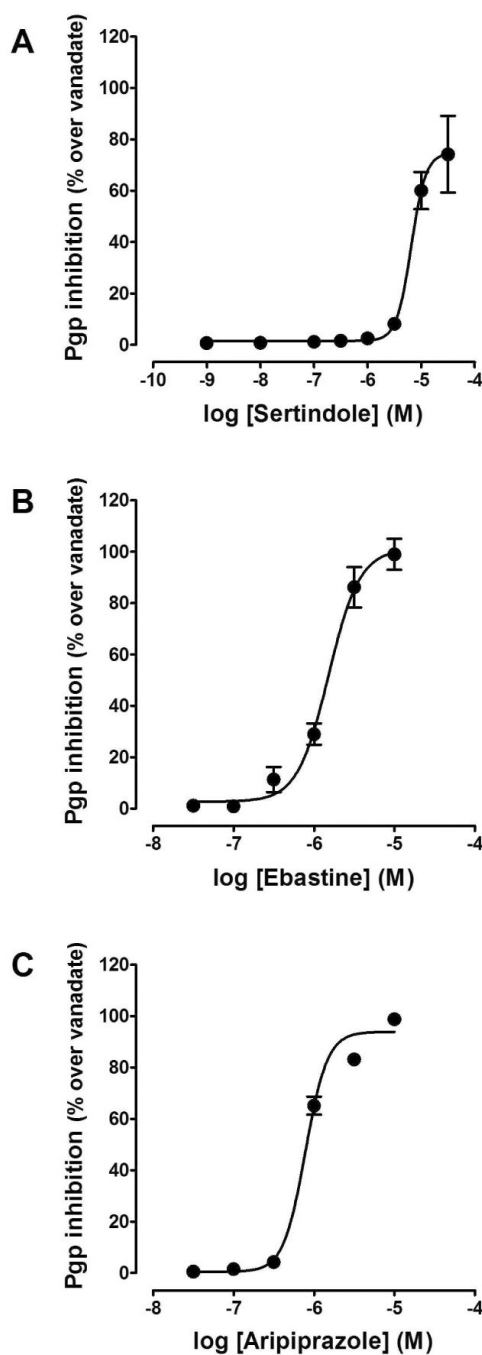 A
Pgp inhibition (% over vanadate)
120
100
80
60
40
20
0
-10 -9 -8 -7 -6 -5 -4
log [Sertindole] (M)
B
Pgp inhibition (% over vanadate)
120
100
80
60
40
20
0
-8 -7 -6 -5 -4
log [Ebastine] (M)
C
Pgp inhibition (% over vanadate)
120
100
80
60
40
20
0
-8 -7 -6 -5 -4
log [Aripiprazole] (M)